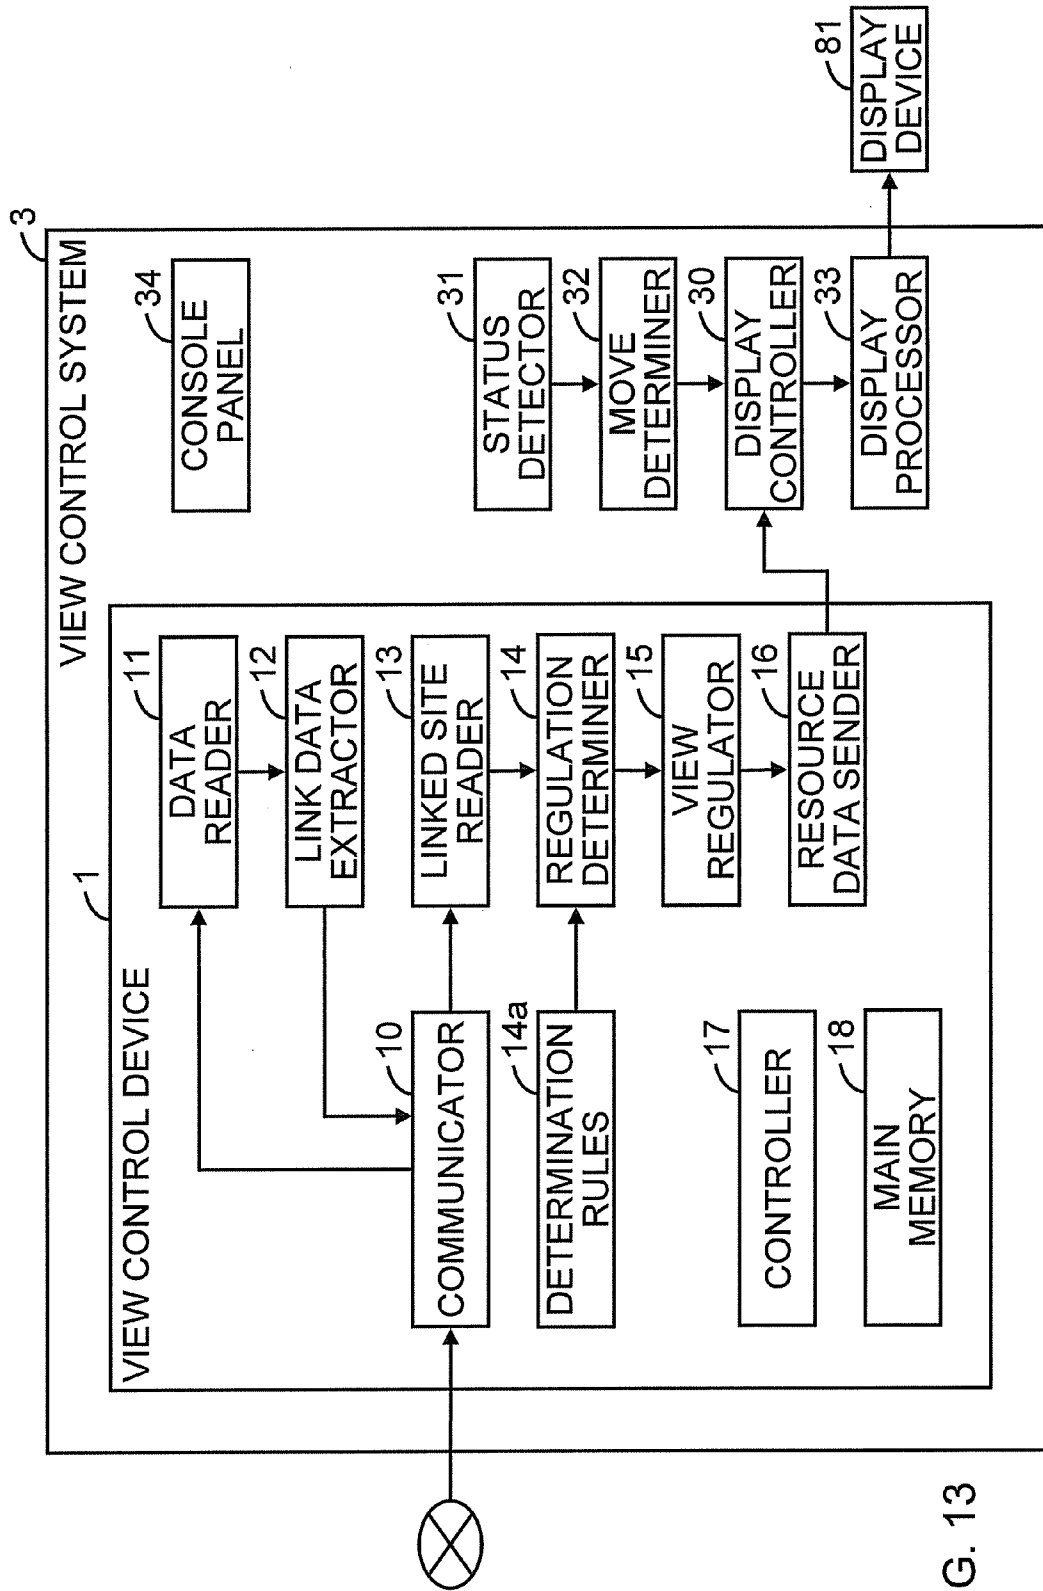 3
VIEW CONTROL SYSTEM
1
VIEW CONTROL DEVICE
11
DATA
READER
34
CONSOLE
PANEL
12
LINK DATA
EXTRACTOR
10
COMMUNICATOR
13
LINKED SITE
READER
31
STATUS
DETECTOR
14a
DETERMINATION
RULES
14
REGULATION
DETERMINER
32
MOVE
DETERMINER
17
CONTROLLER
15
VIEW
REGULATOR
30
DISPLAY
CONTROLLER
18
MAIN
MEMORY
16
RESOURCE
DATA SENDER
33
DISPLAY
PROCESSOR
81
DISPLAY
DEVICE
G. 13